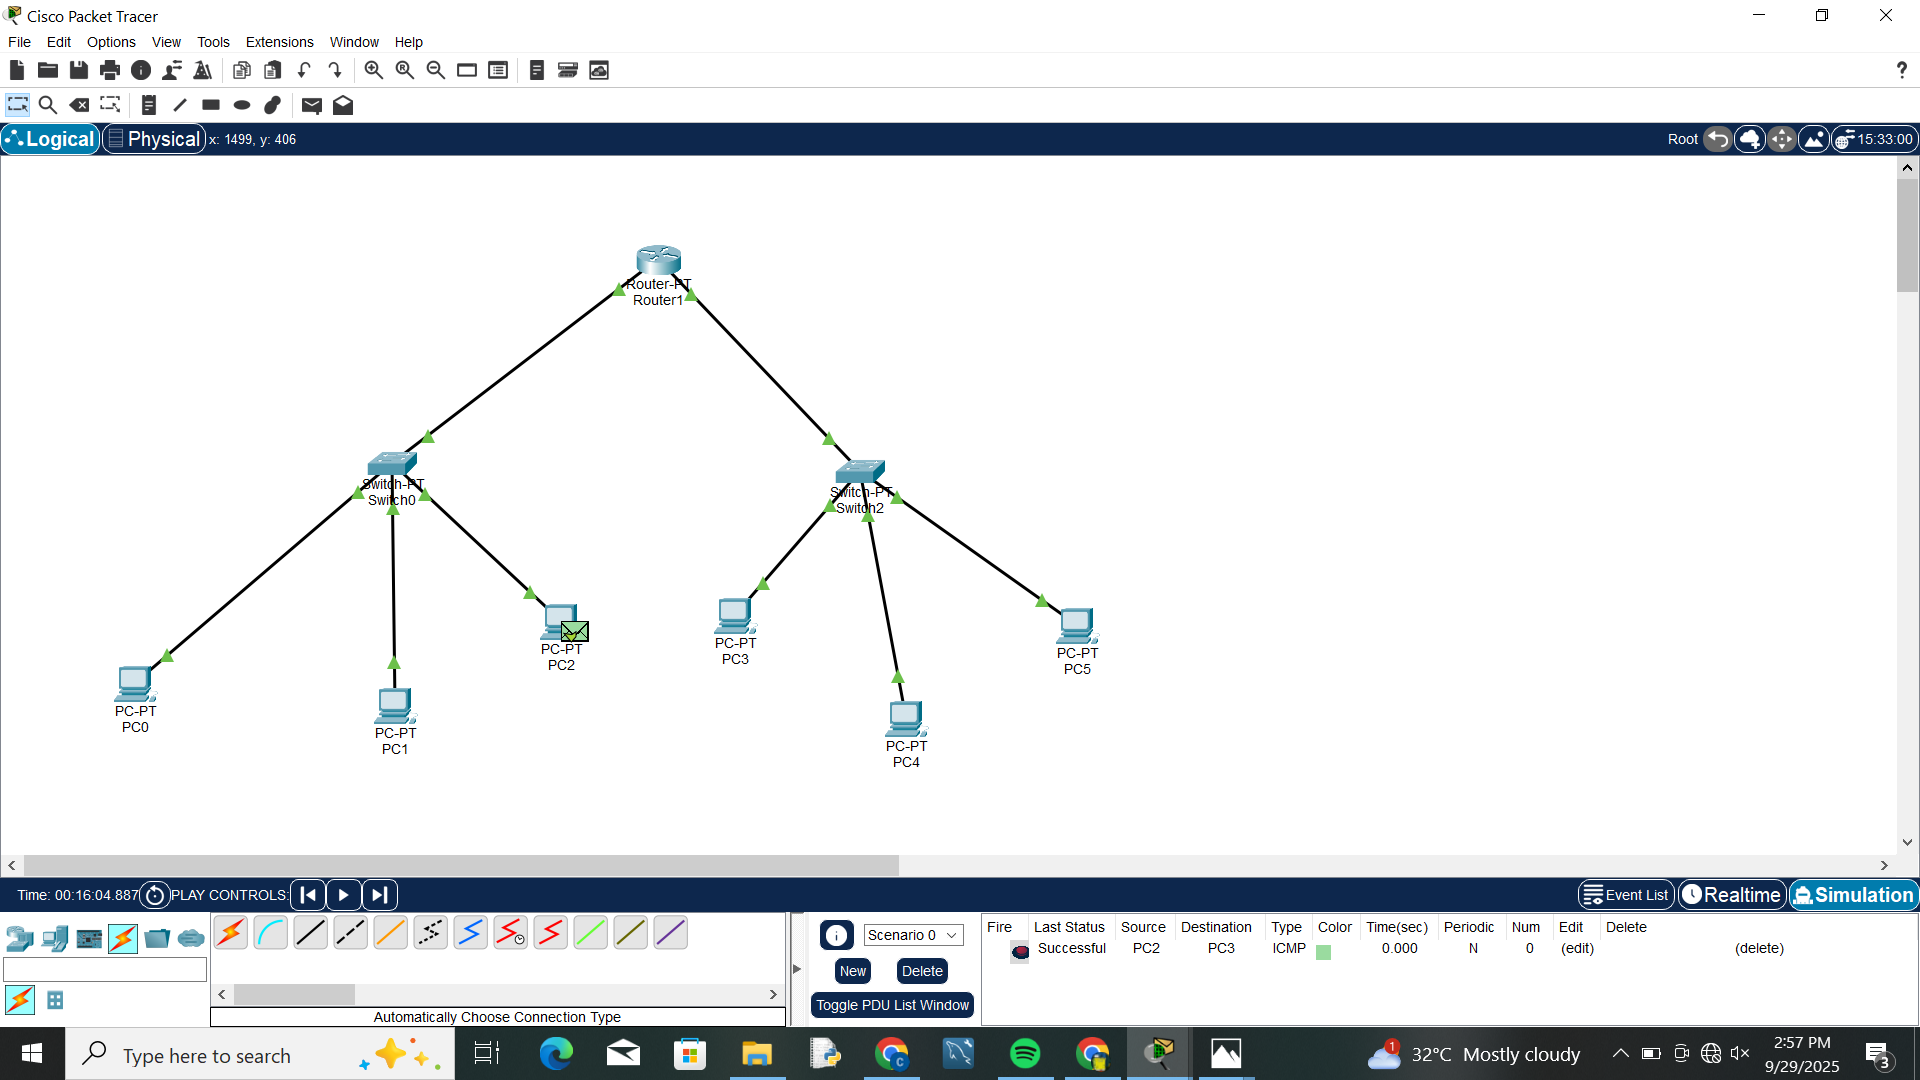 Cisco Packet Tracer
File Edit Options View Tools Extensions Window Help
?
Logical Physical x: 1499, y: 406 Root 15:33:00
Router-PT
Router1
Switch-PT
Switch0
Switch-PT
Switch2
PC-PT
PC0
PC-PT
PC1
PC-PT
PC2
PC-PT
PC3
PC-PT
PC4
PC-PT
PC5
Time: 00:16:04.887 PLAY CONTROLS: Event List Realtime Simulation
Automatically Choose Connection Type
Scenario 0
New Delete
Toggle PDU List Window
Fire Last Status Source Destination Type Color Time(sec) Periodic Num Edit Delete
Successful PC2 PC3 ICMP 0.000 N 0 (edit) (delete)
Type here to search
C
1
32°C Mostly cloudy
2:57 PM
9/29/2025
3